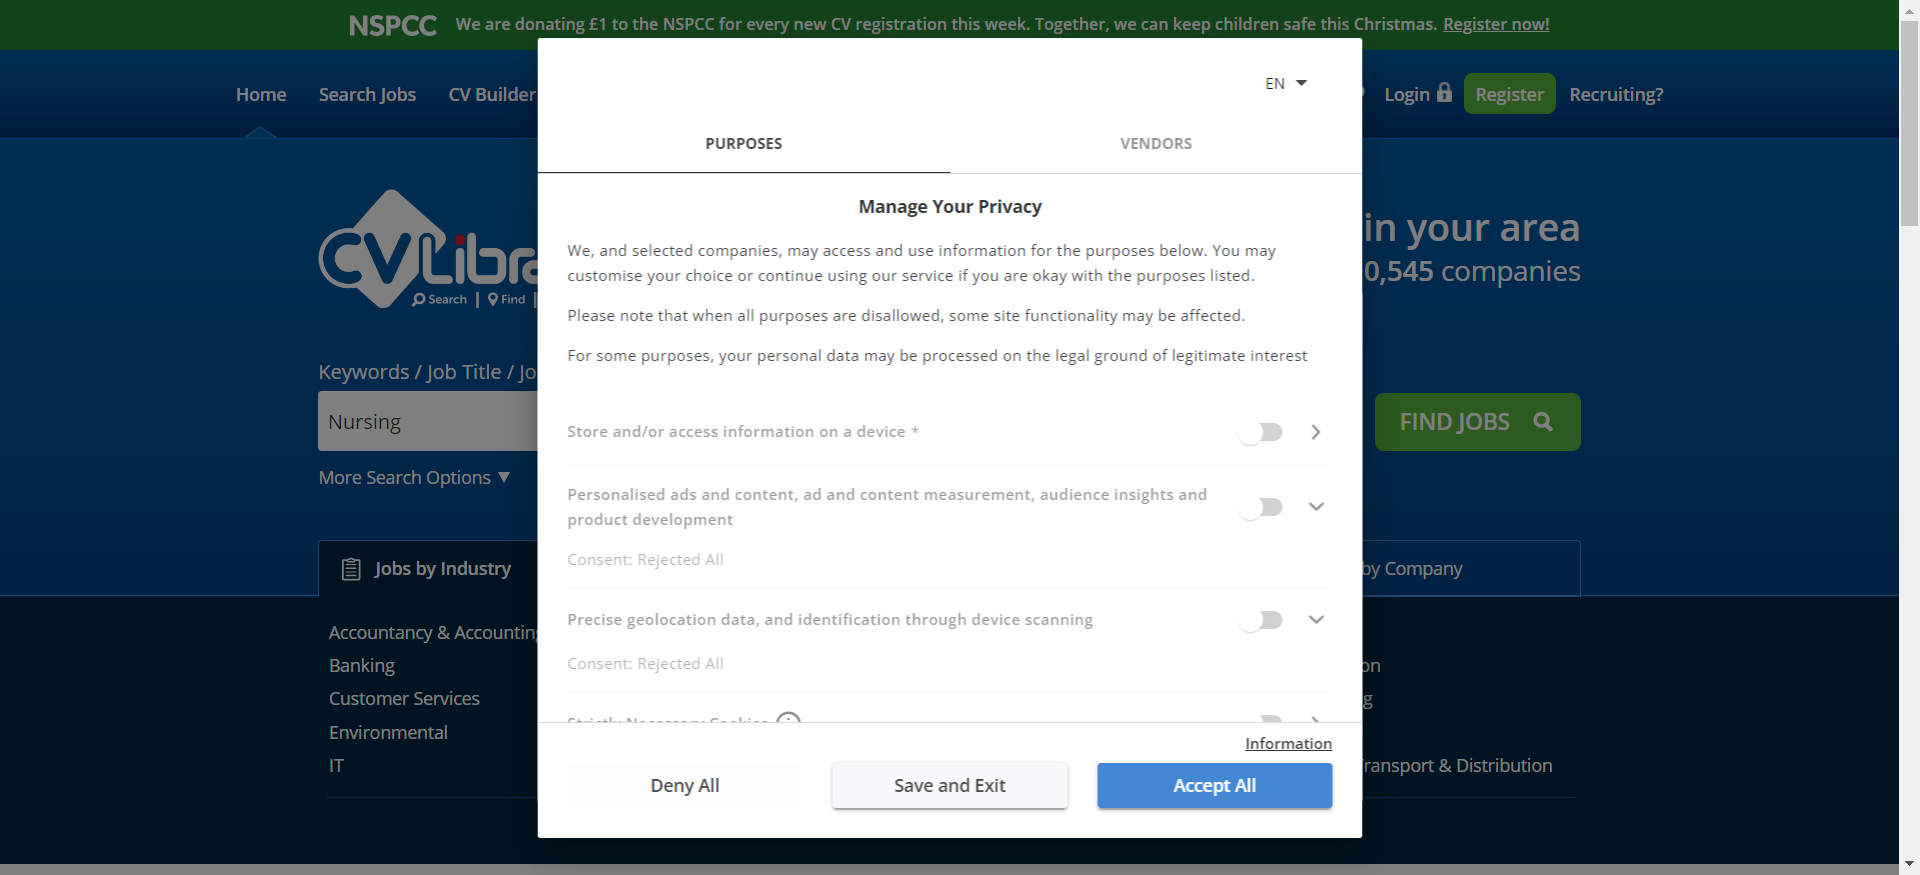 NSPCC We are donating £1 to the NSPCC for every new CV registration this week. Together, we can keep children safe this Christmas. Register now!
Home Search Jobs CV Builder Login Register Recruiting?
EN
PURPOSES VENDORS
Manage Your Privacy
We, and selected companies, may access and use information for the purposes below. You may
customise your choice or continue using our service if you are okay with the purposes listed.
Please note that when all purposes are disallowed, some site functionality may be affected.
For some purposes, your personal data may be processed on the legal ground of legitimate interest
Store and/or access information on a device *
Personalised ads and content, ad and content measurement, audience insights and
product development
Consent: Rejected All
Precise geolocation data, and identification through device scanning
Consent: Rejected All
Strictly Necessary Cookies
Information
Deny All Save and Exit Accept All
CVLibra
Search | Find |
in your area
0,545 companies
Keywords / Job Title / Jo
Nursing
FIND JOBS
More Search Options ▼
Jobs by Industry
by Company
Accountancy & Accounting
Banking
Customer Services
Environmental
IT
on
g
Transport & Distribution